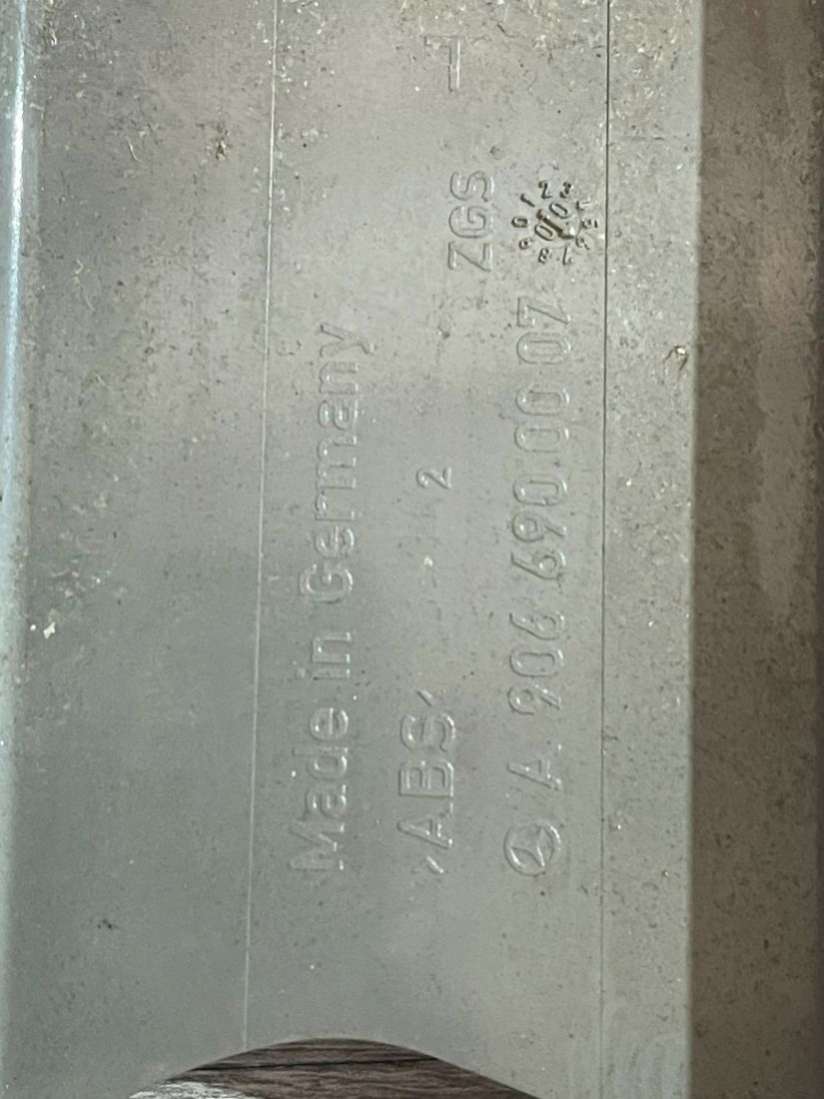 Made in Germany
>ABS< 2 L
ZGS
A 906 690 00 07